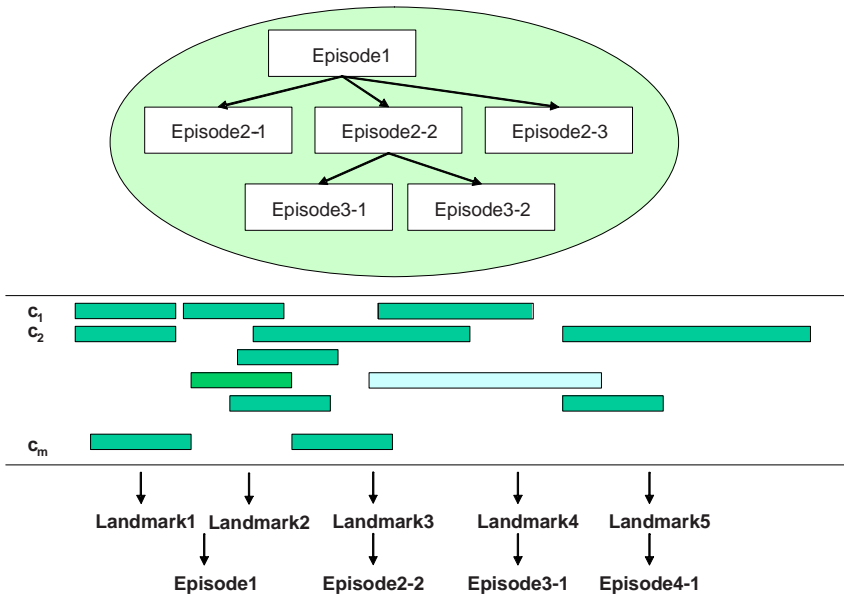 Episode1
Episode2-1 Episode2-2 Episode2-3
Episode3-1 Episode3-2
c1
c2
cm
Landmark1 Landmark2 Landmark3 Landmark4 Landmark5
Episode1 Episode2-2 Episode3-1 Episode4-1